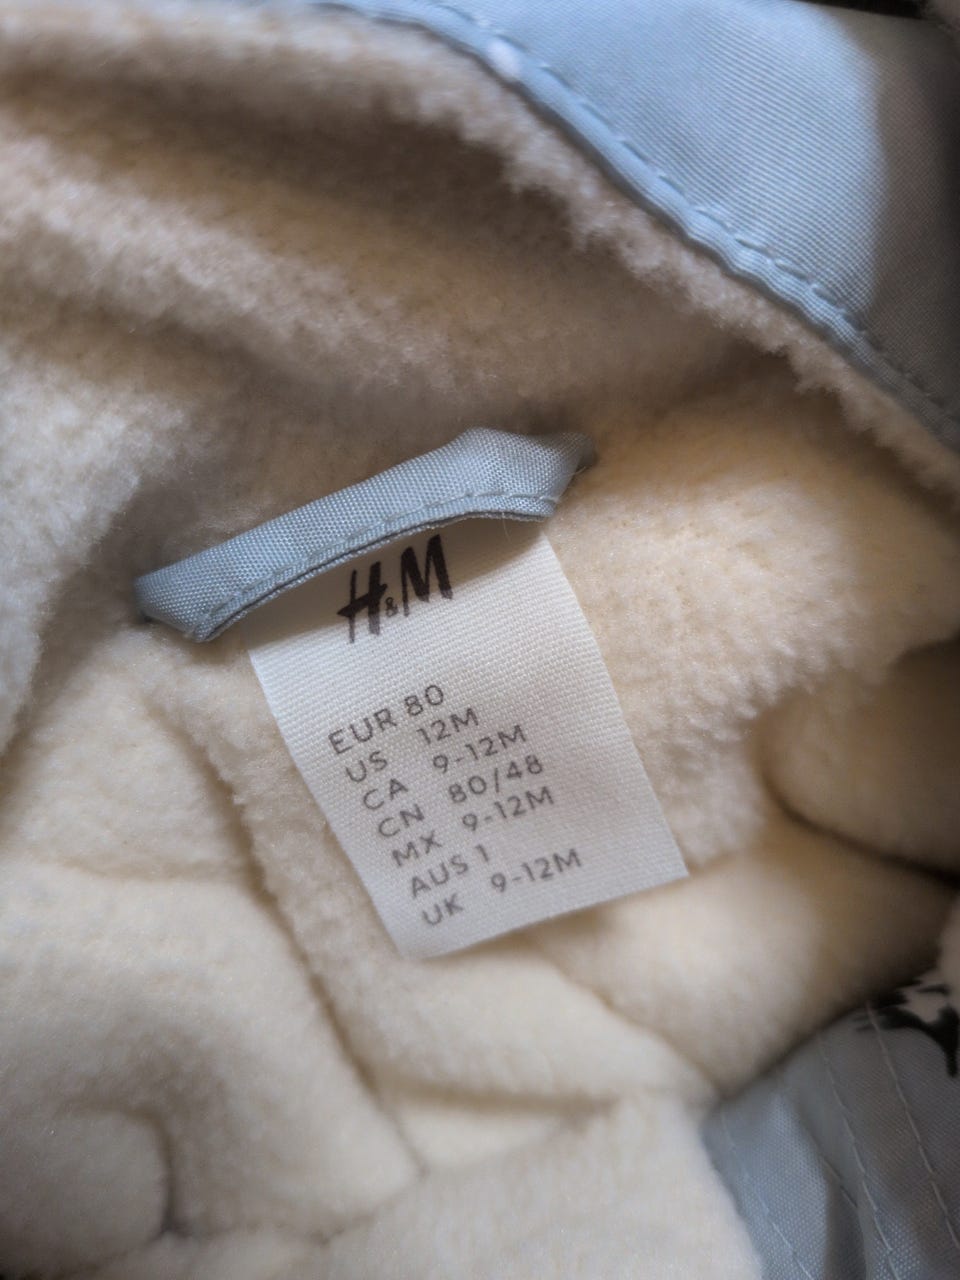 H&M
EUR 80
US 12M
CA 9-12M
CN 80/48
MX 9-12M
AUS 1
UK 9-12M